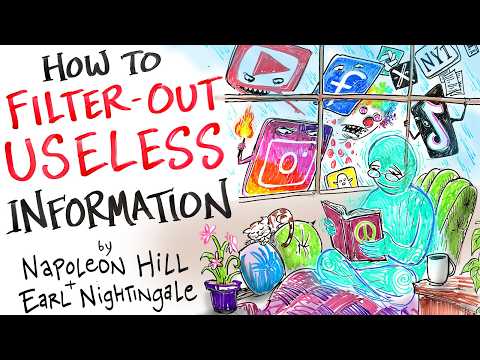 HOW TO
FILTER-OUT
USELESS
INFORMATION
by
NAPOLEON HILL
+
EARL NIGHTINGALE
NYT